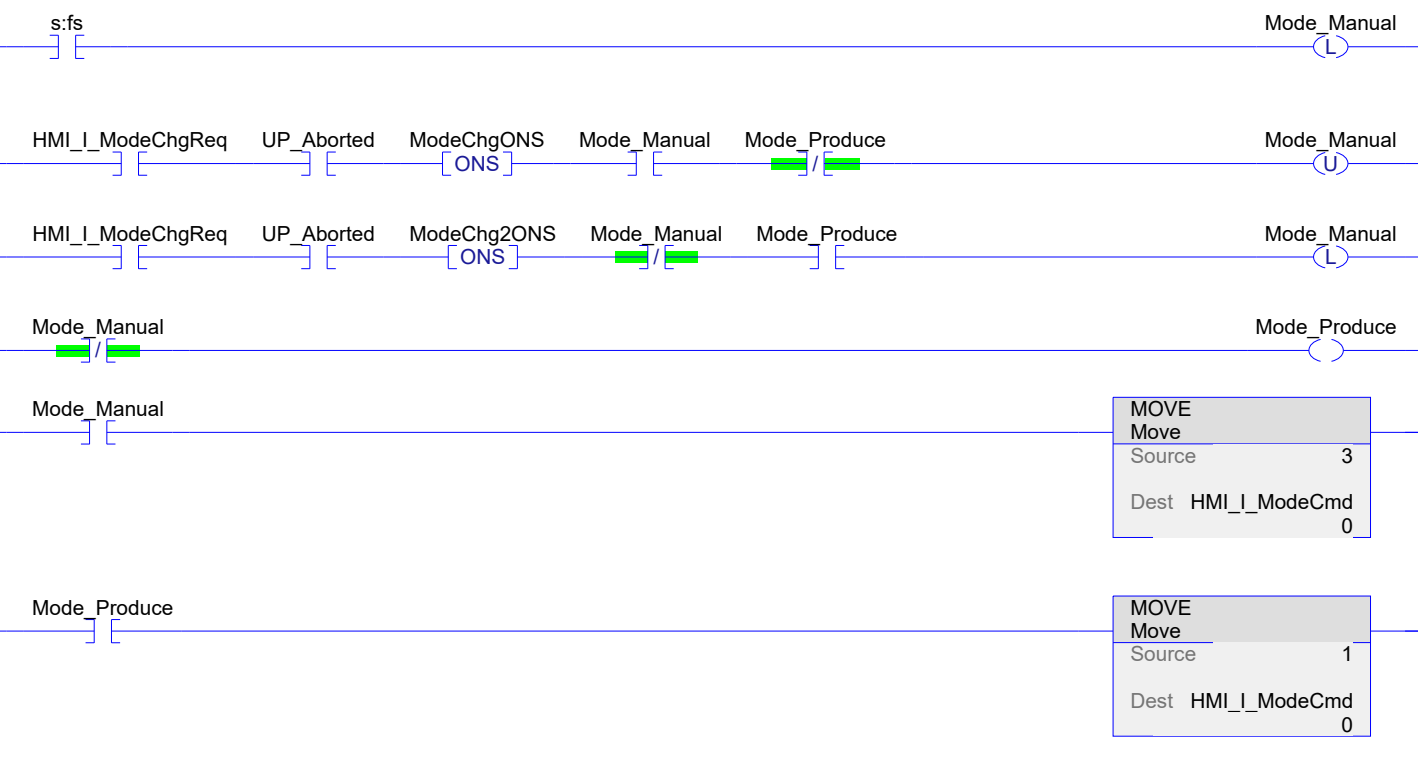 s:fs Mode_Manual
L
HMI_I_ModeChgReq UP_Aborted ModeChgONS Mode_Manual Mode_Produce Mode_Manual
ONS / U
HMI_I_ModeChgReq UP_Aborted ModeChg2ONS Mode_Manual Mode_Produce Mode_Manual
ONS / L
Mode_Manual Mode_Produce
/
Mode_Manual
MOVE
Move
Source 3
Dest HMI_I_ModeCmd
0
Mode_Produce
MOVE
Move
Source 1
Dest HMI_I_ModeCmd
0